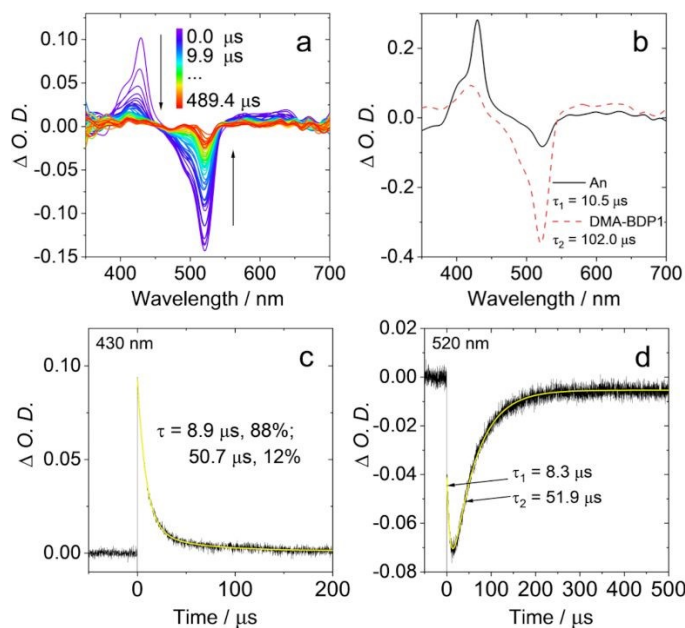 a
0.0 μs
9.9 μs
...
489.4 μs
0.10
0.05
0.00
-0.05
-0.10
-0.15
Δ O. D.
400 500 600 700
Wavelength / nm
b
0.2
0.0
-0.2
-0.4
Δ O. D.
An
τ1 = 10.5 μs
DMA-BDP1
τ2 = 102.0 μs
400 500 600 700
Wavelength / nm
430 nm
c
0.10
0.05
0.00
Δ O. D.
τ = 8.9 μs, 88%;
50.7 μs, 12%
0 100 200
Time / μs
520 nm
d
0.02
0.00
-0.02
-0.04
-0.06
-0.08
Δ O. D.
τ1 = 8.3 μs
τ2 = 51.9 μs
0 100 200 300 400 500
Time / μs